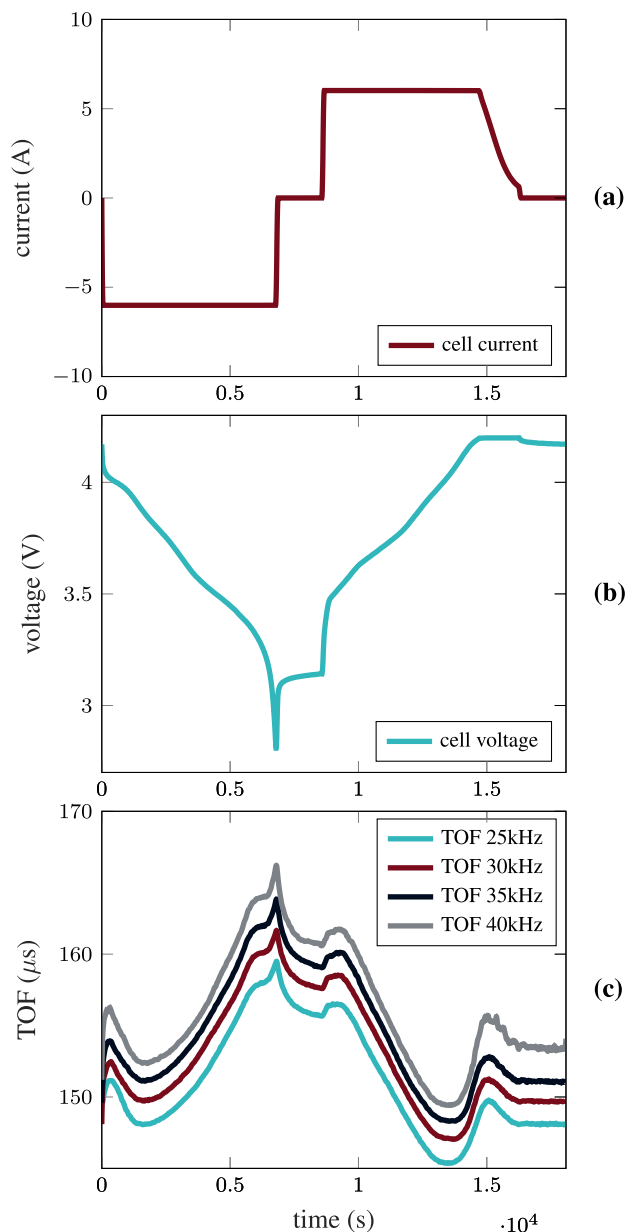 10
5
0
−5
−10
current (A)
cell current
0
0.5
1
1.5
(a)
4
3.5
3
voltage (V)
cell voltage
0
0.5
1
1.5
(b)
170
160
150
TOF (μs)
TOF 25kHz
TOF 30kHz
TOF 35kHz
TOF 40kHz
0
0.5
1
1.5
(c)
time (s)
·10⁴